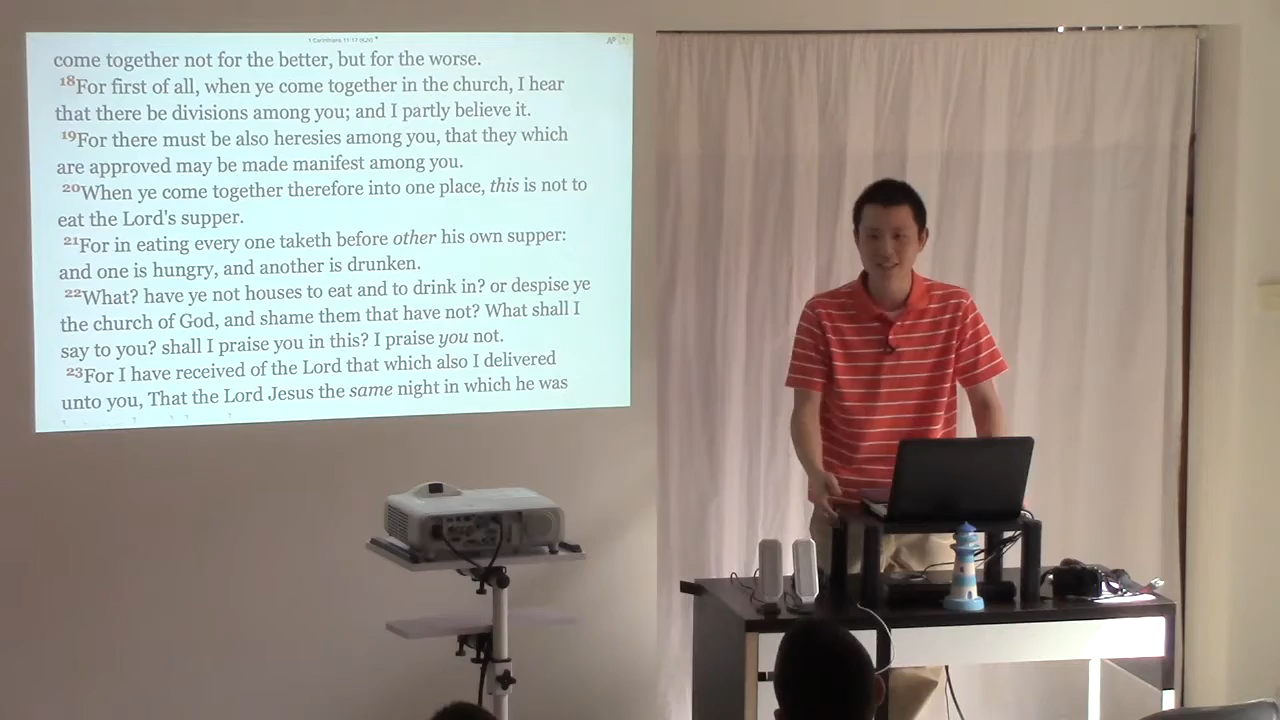 1 Corinthians 11:17 (KJV)
come together not for the better, but for the worse.
18For first of all, when ye come together in the church, I hear
that there be divisions among you; and I partly believe it.
19For there must be also heresies among you, that they which
are approved may be made manifest among you.
20When ye come together therefore into one place, this is not to
eat the Lord's supper.
21For in eating every one taketh before other his own supper:
and one is hungry, and another is drunken.
22What? have ye not houses to eat and to drink in? or despise ye
the church of God, and shame them that have not? What shall I
say to you? shall I praise you in this? I praise you not.
23For I have received of the Lord that which also I delivered
unto you, That the Lord Jesus the same night in which he was